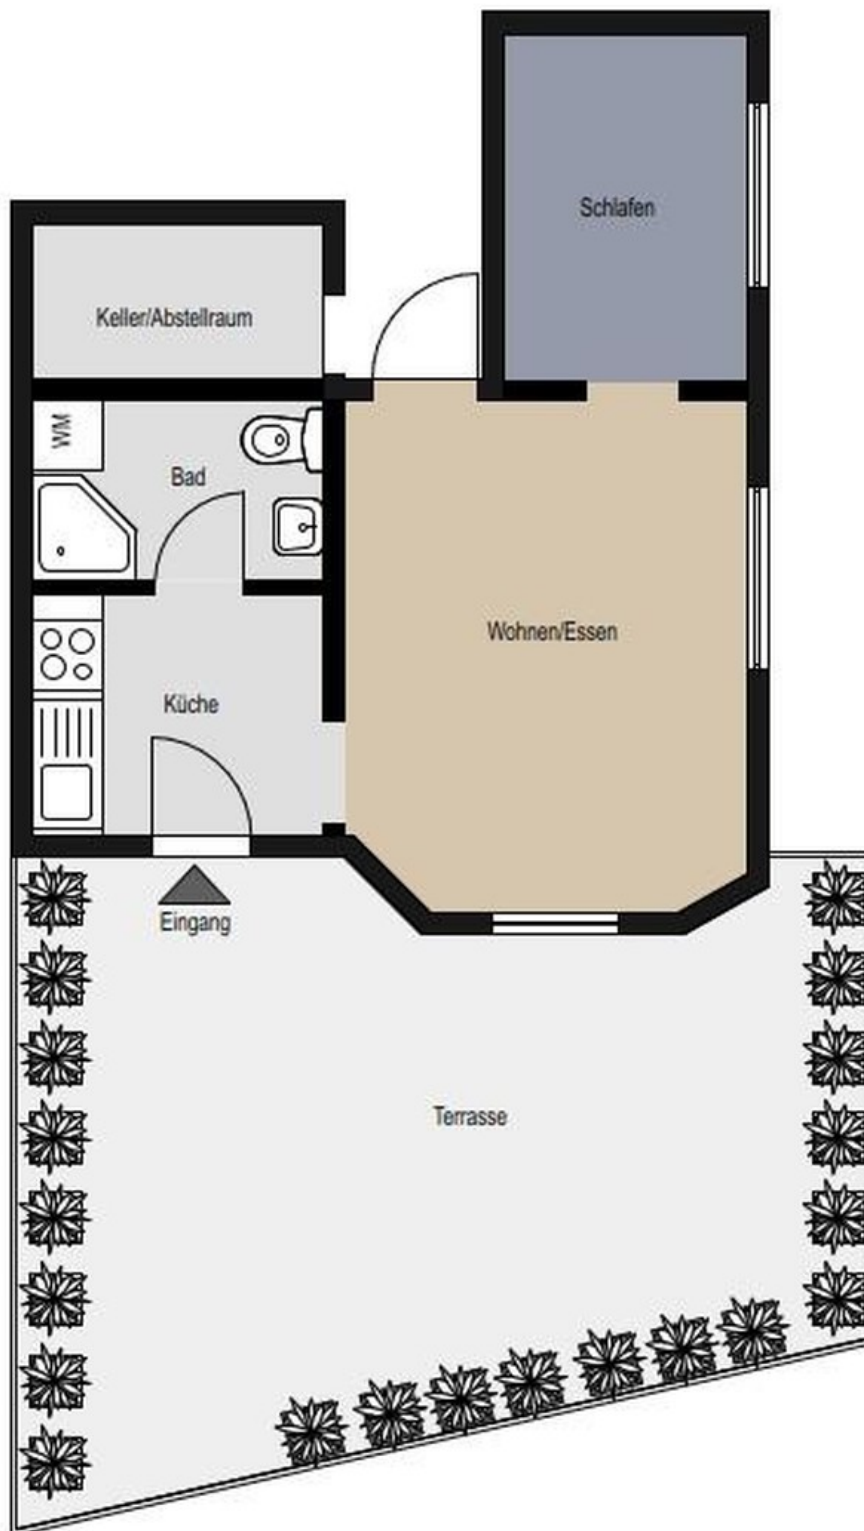 Schlafen
Keller/Abstellraum
WM
Bad
Wohnen/Essen
Küche
Eingang
Terrasse